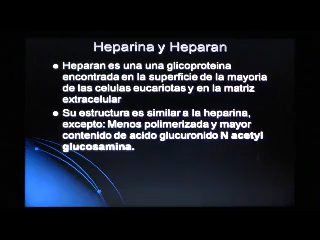 Heparina y Heparan
Heparan es una una glicoproteina
encontrada en la superficie de la mayoria
de las celulas eucariotas y en la matriz
extracelular
Su estructura es similar a la heparina,
excepto: Menos polimerizada y mayor
contenido de acido glucuronido N acetyl
glucosamina.